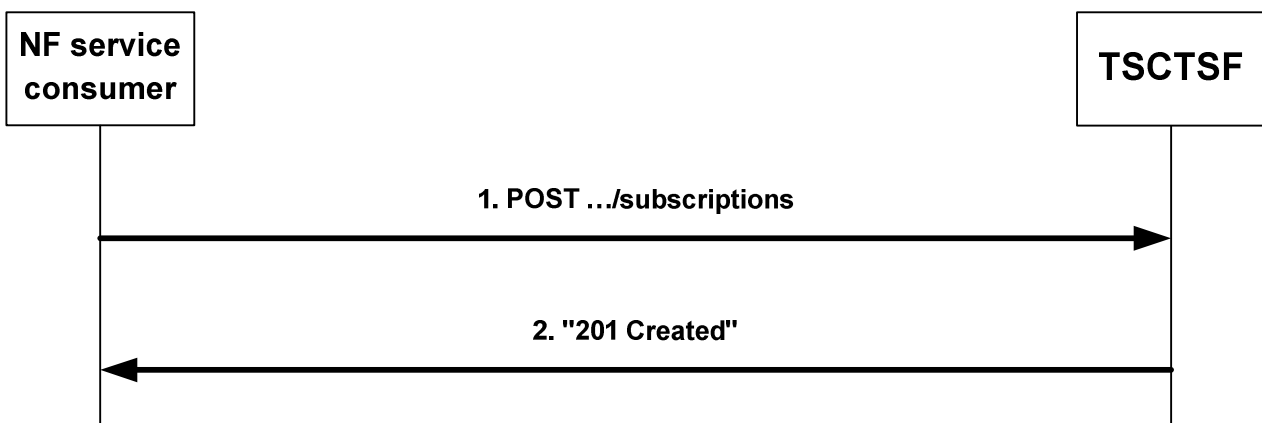 NF service
consumer
TSCTSF
1. POST …/subscriptions
2. "201 Created"